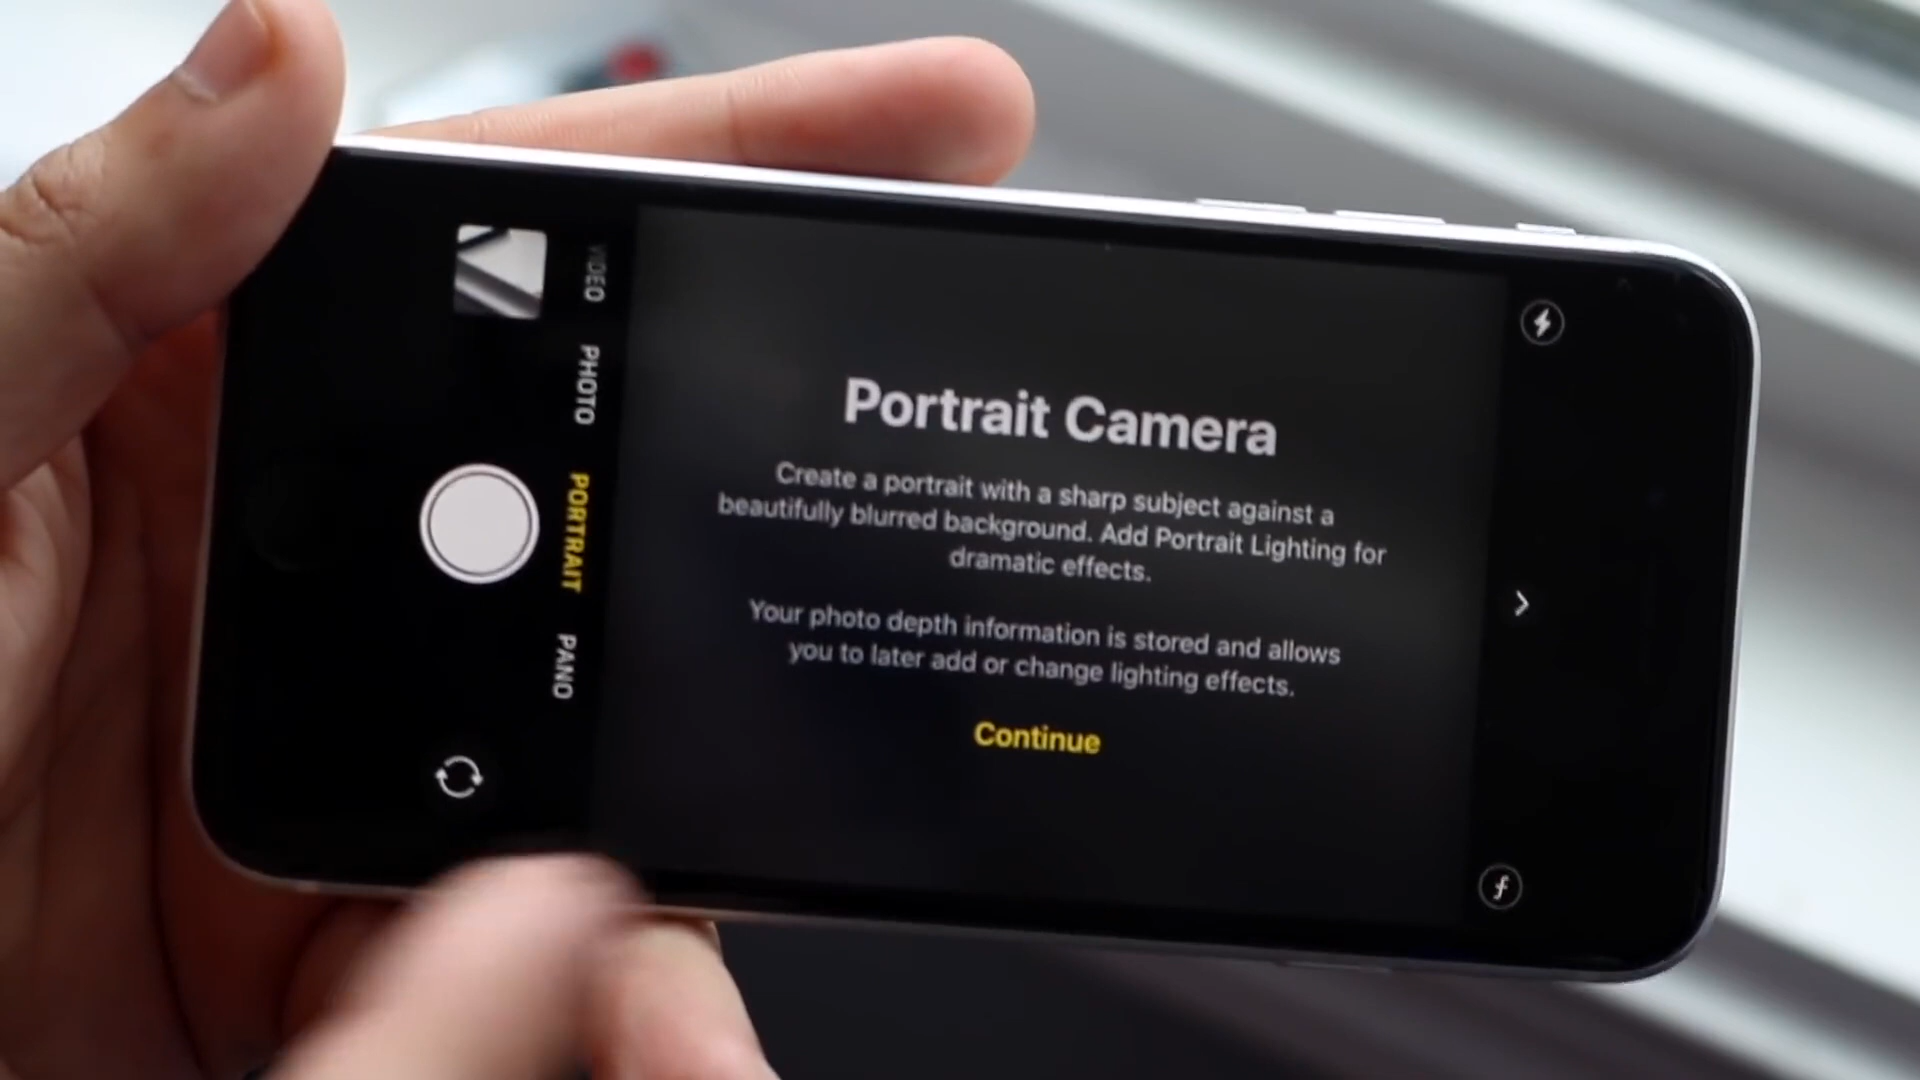 VIDEO
PHOTO
PORTRAIT
PANO
Portrait Camera
Create a portrait with a sharp subject against a
beautifully blurred background. Add Portrait Lighting for
dramatic effects.
Your photo depth information is stored and allows
you to later add or change lighting effects.
Continue
f